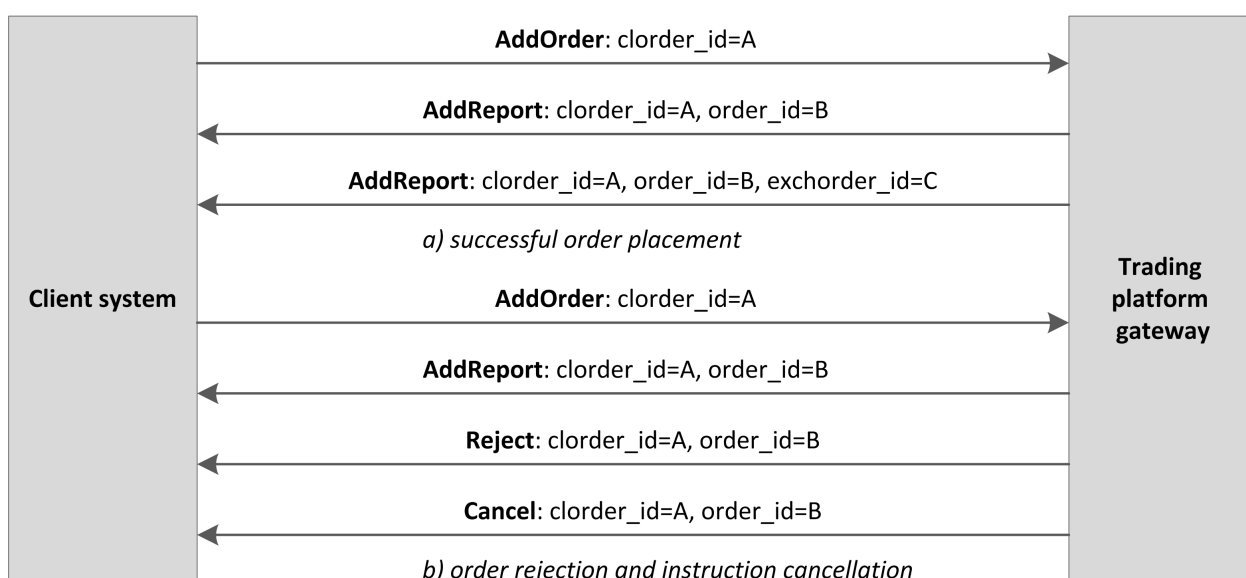 AddOrder: clorder_id=A
AddReport: clorder_id=A, order_id=B
AddReport: clorder_id=A, order_id=B, exchorder_id=C
a) successful order placement
Client system
Trading
platform
gateway
AddOrder: clorder_id=A
AddReport: clorder_id=A, order_id=B
Reject: clorder_id=A, order_id=B
Cancel: clorder_id=A, order_id=B
b) order rejection and instruction cancellation